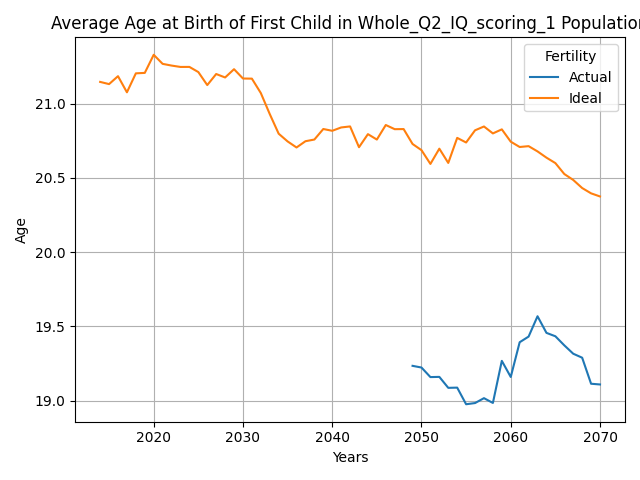 Average Age at Birth of First Child in Whole_Q2_IQ_scoring_1 Population
Fertility
Actual
Ideal
Age
21.0
20.5
20.0
19.5
19.0
2020 2030 2040 2050 2060 2070
Years